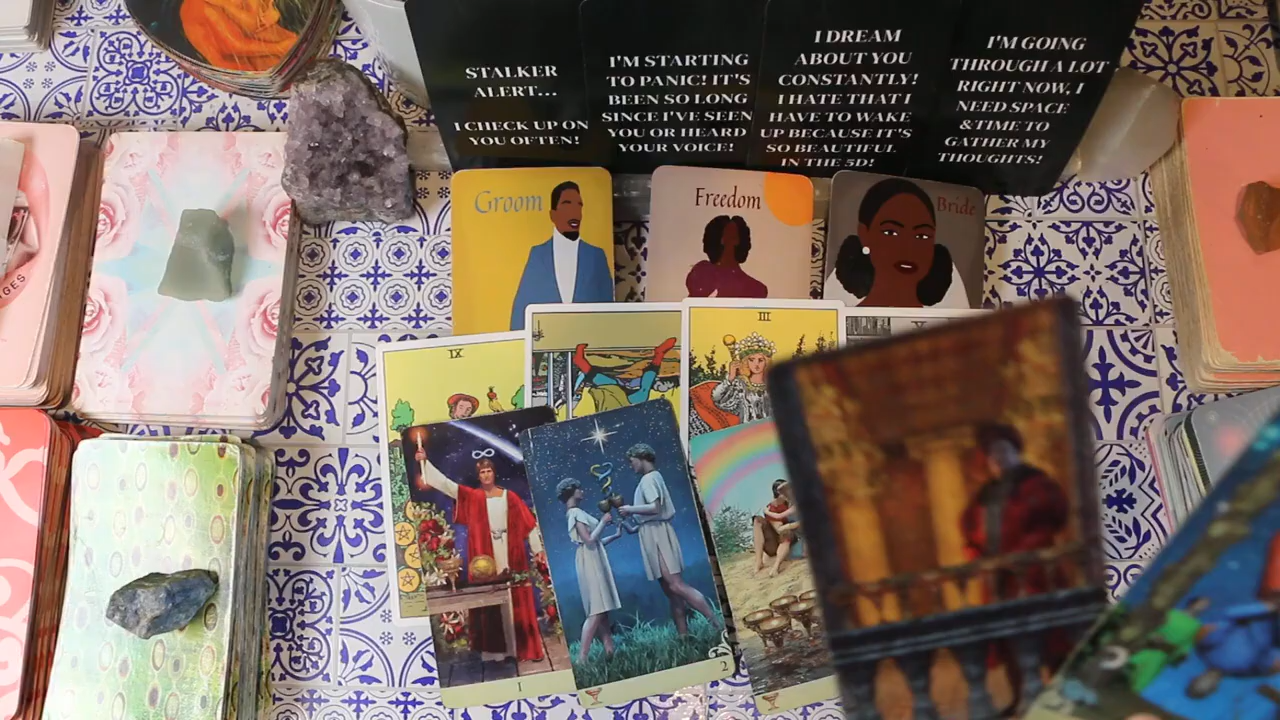 STALKER
ALERT...
I CHECK UP ON
YOU OFTEN!
I'M STARTING
TO PANIC! IT'S
BEEN SO LONG
SINCE I'VE SEEN
YOU OR HEARD
YOUR VOICE!
I DREAM
ABOUT YOU
CONSTANTLY!
I HATE THAT I
HAVE TO WAKE
UP BECAUSE IT'S
SO BEAUTIFUL
IN THE 5D!
I'M GOING
THROUGH A LOT
RIGHT NOW, I
NEED SPACE
&TIME TO
GATHER MY
THOUGHTS!
Groom
Freedom
Bride
IX
III
I
2